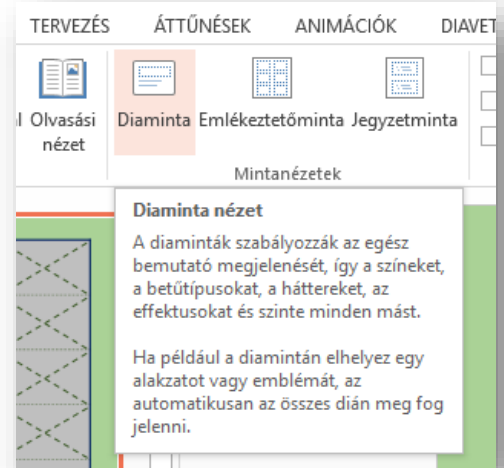 TERVEZÉS ÁTTŰNÉSEK ANIMÁCIÓK DIAVET
Olvasási nézet
Diaminta Emlékeztetőminta Jegyzetminta
Mintanézetek
Diaminta nézet
A diaminták szabályozzák az egész
bemutató megjelenését, így a színeket,
a betűtípusokat, a háttereket, az
effektusokat és szinte minden mást.
Ha például a diamintán elhelyez egy
alakzatot vagy emblémát, az
automatikusan az összes dián meg fog
jelenni.